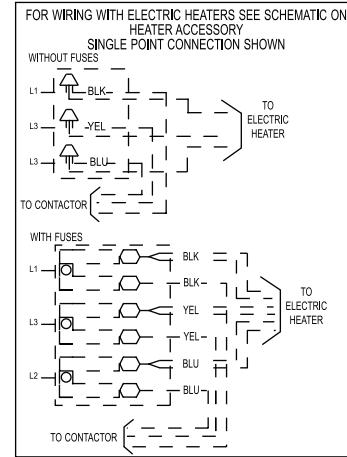 FOR WIRING WITH ELECTRIC HEATERS SEE SCHEMATIC ON
HEATER ACCESSORY
SINGLE POINT CONNECTION SHOWN
WITHOUT FUSES
L1
BLK
L3
YEL
L3
BLU
TO
ELECTRIC
HEATER
TO CONTACTOR
WITH FUSES
L1
BLK
BLK
L3
YEL
YEL
L2
BLU
BLU
TO
ELECTRIC
HEATER
TO CONTACTOR